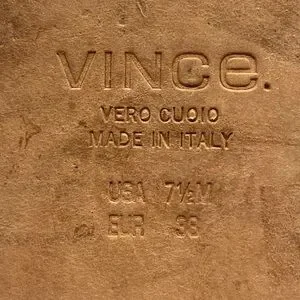 VINCE.
VERO CUOIO
MADE IN ITALY
USA 7½M
EUR 38